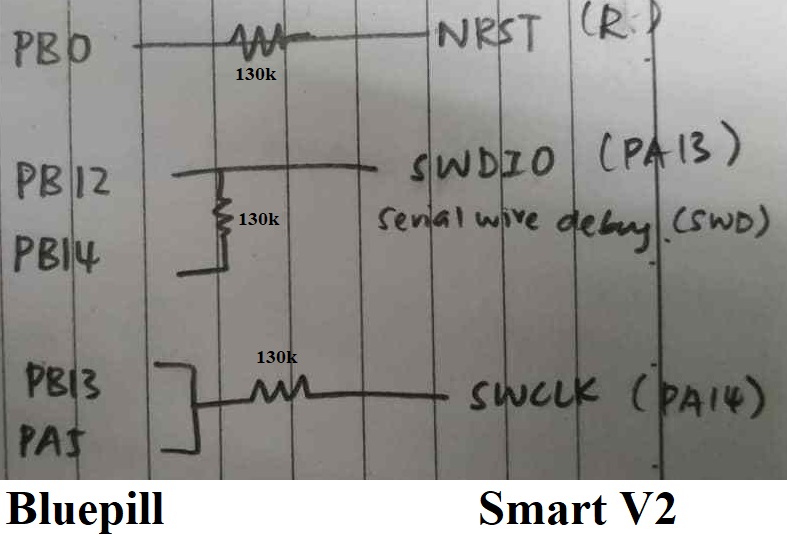 PB0 NRST (R.)
130k
PB12 SWDIO (PA13)
130k
serial wire debug.(SWD)
PB14
130k
PB13
SWCLK (PA14)
PA5
Bluepill Smart V2